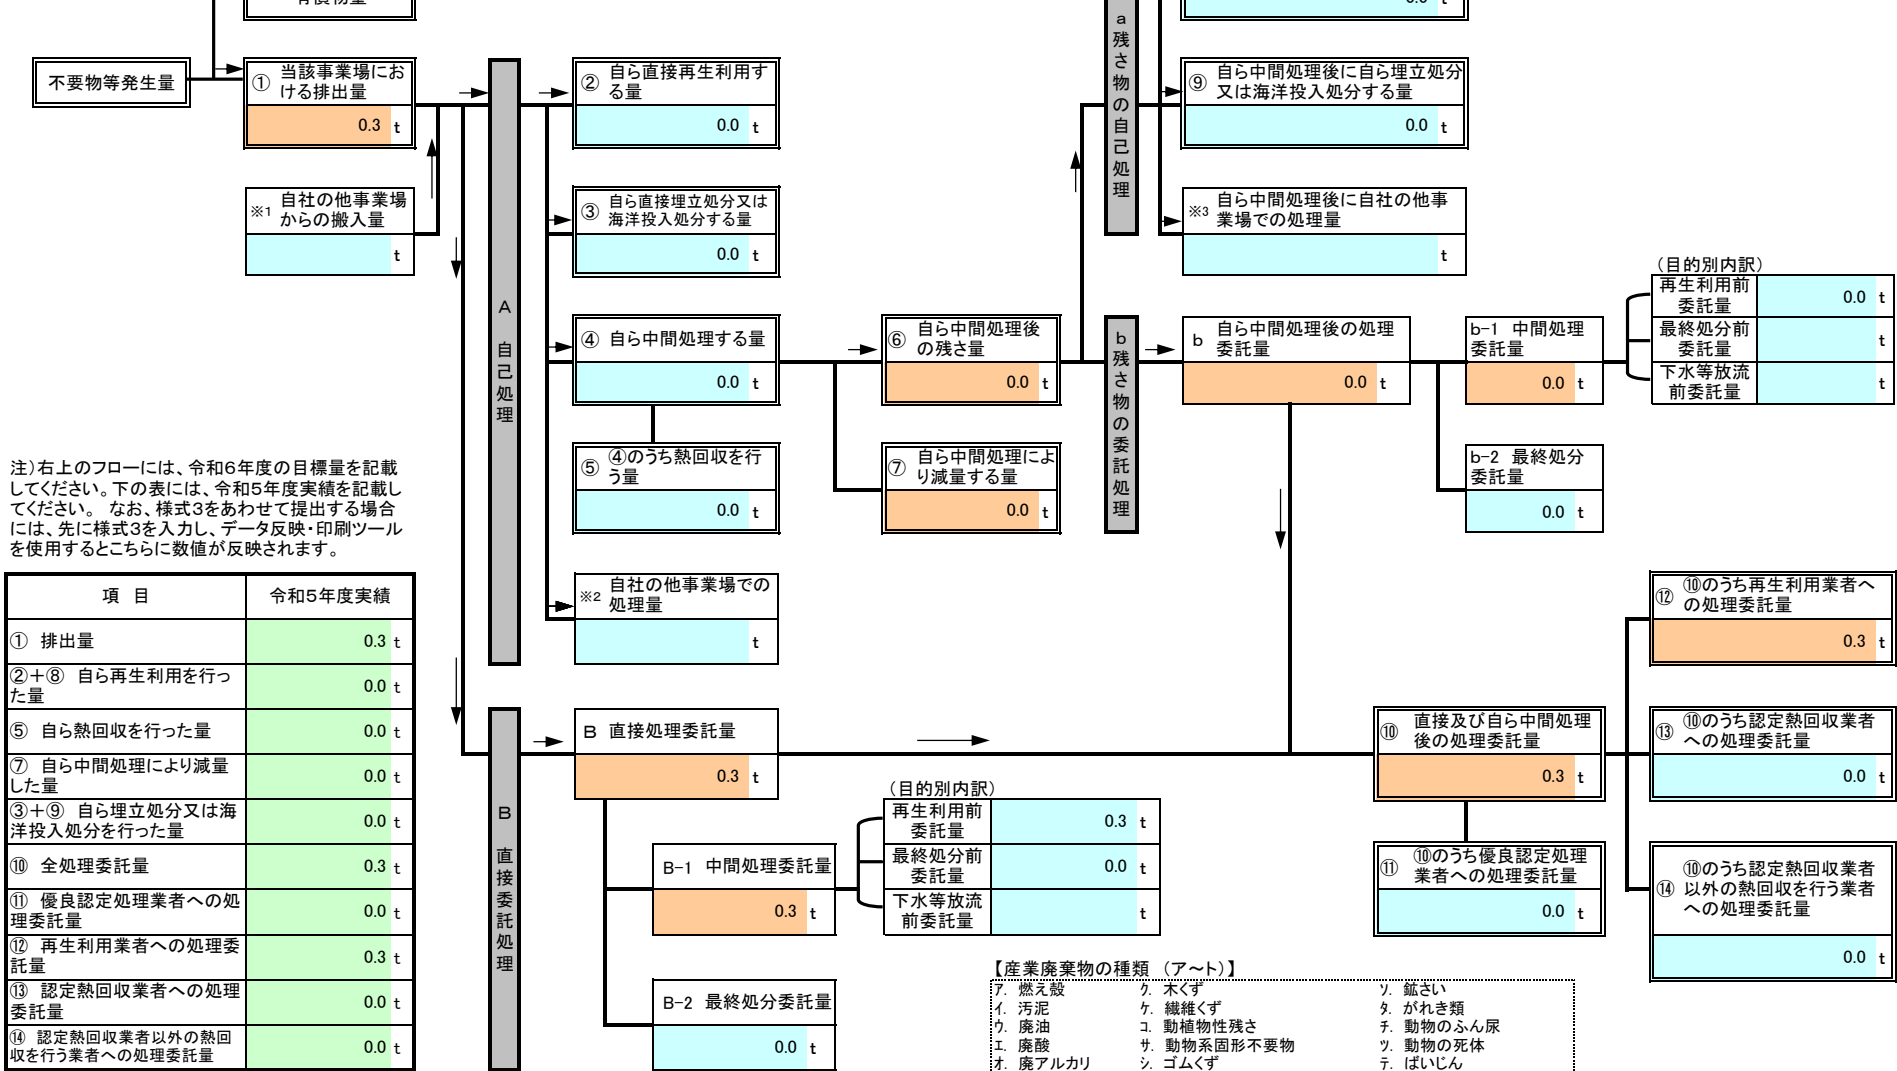 不要物等発生量
① 当該事業場にお
ける排出量
0.3 t
※1 自社の他事業場
からの搬入量
t
A 自己処理
② 自ら直接再生利用す
る量
0.0 t
③ 自ら直接埋立処分又は
海洋投入処分する量
0.0 t
④ 自ら中間処理する量
0.0 t
⑤ ④のうち熱回収を行
う量
0.0 t
※2 自社の他事業場での
処理量
t
⑥ 自ら中間処理後
の残さ量
0.0 t
⑦ 自ら中間処理によ
り減量する量
0.0 t
a 残さ物の自己処理
⑨ 自ら中間処理後に自ら埋立処分
又は海洋投入処分する量
0.0 t
※3 自ら中間処理後に自社の他事
業場での処理量
t
b 残さ物の委託処理
b 自ら中間処理後の処理
委託量
0.0 t
b-1 中間処理
委託量
0.0 t
(目的別内訳)
再生利用前
委託量
0.0 t
最終処分前
委託量
t
下水等放流
前委託量
t
b-2 最終処分
委託量
0.0 t
注)右上のフローには、令和6年度の目標量を記載
してください。下の表には、令和5年度実績を記載し
てください。 なお、様式3をあわせて提出する場合
には、先に様式3を入力し、データ反映・印刷ツール
を使用するとこちらに数値が反映されます。
項 目 令和5年度実績
① 排出量 0.3 t
②+⑧ 自ら再生利用を行っ
た量 0.0 t
⑤ 自ら熱回収を行った量 0.0 t
⑦ 自ら中間処理により減量
した量 0.0 t
③+⑨ 自ら埋立処分又は海
洋投入処分を行った量 0.0 t
⑩ 全処理委託量 0.3 t
⑪ 優良認定処理業者への処
理委託量 0.0 t
⑫ 再生利用業者への処理委
託量 0.3 t
⑬ 認定熱回収業者への処理
委託量 0.0 t
⑭ 認定熱回収業者以外の熱回
収を行う業者への処理委託量 0.0 t
B 直接委託処理
B 直接処理委託量
0.3 t
B-1 中間処理委託量
0.3 t
B-2 最終処分委託量
0.0 t
(目的別内訳)
再生利用前
委託量
0.3 t
最終処分前
委託量
0.0 t
下水等放流
前委託量
t
⑩ 直接及び自ら中間処理
後の処理委託量
0.3 t
⑪ ⑩のうち優良認定処理
業者への処理委託量
0.0 t
⑫ ⑩のうち再生利用業者へ
の処理委託量
0.3 t
⑬ ⑩のうち認定熱回収業者
への処理委託量
0.0 t
⑭ ⑩のうち認定熱回収業者
以外の熱回収を行う業者
への処理委託量
0.0 t
【産業廃棄物の種類 (ア~ト)】
ア. 燃え殻 ク. 木くず ソ. 鉱さい
イ. 汚泥 ケ. 繊維くず タ. がれき類
ウ. 廃油 コ. 動植物性残さ チ. 動物のふん尿
エ. 廃酸 サ. 動物系固形不要物 ツ. 動物の死体
オ. 廃アルカリ シ. ゴムくず テ. ばいじん